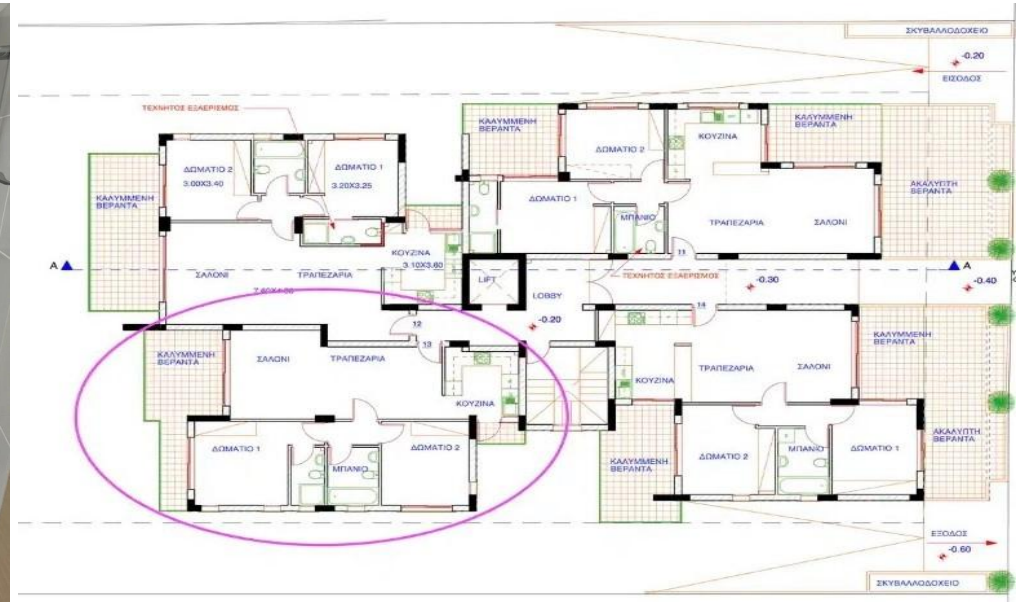 ΣΚΥΒΑΛΛΟΔΟΧΕΙΟ
-0.20
ΕΙΣΟΔΟΣ
ΤΕΧΝΗΤΟΣ ΕΞΑΕΡΙΣΜΟΣ
ΚΑΛΥΜΜΕΝΗ
ΒΕΡΑΝΤΑ
ΔΩΜΑΤΙΟ 2
ΚΟΥΖΙΝΑ
ΚΑΛΥΜΜΕΝΗ
ΒΕΡΑΝΤΑ
ΔΩΜΑΤΙΟ 2
3.00X3.40
ΔΩΜΑΤΙΟ 1
3.20X3.25
ΚΑΛΥΜΜΕΝΗ
ΒΕΡΑΝΤΑ
ΔΩΜΑΤΙΟ 1
ΜΠΑΝΙΟ
ΤΡΑΠΕΖΑΡΙΑ
ΣΑΛΟΝΙ
ΑΚΑΛΥΠΤΗ
ΒΕΡΑΝΤΑ
11
ΚΟΥΖΙΝΑ
3.10X3.60
A
ΣΑΛΟΝΙ
ΤΡΑΠΕΖΑΡΙΑ
LIFT
ΤΕΧΝΗΤΟΣ ΕΞΑΕΡΙΣΜΟΣ
-0.30
A
-0.40
LOBBY
-0.20
14
12
13
ΚΑΛΥΜΜΕΝΗ
ΒΕΡΑΝΤΑ
ΣΑΛΟΝΙ
ΤΡΑΠΕΖΑΡΙΑ
ΚΟΥΖΙΝΑ
ΚΟΥΖΙΝΑ
ΤΡΑΠΕΖΑΡΙΑ
ΣΑΛΟΝΙ
ΚΑΛΥΜΜΕΝΗ
ΒΕΡΑΝΤΑ
ΔΩΜΑΤΙΟ 1
ΜΠΑΝΙΟ
ΔΩΜΑΤΙΟ 2
ΚΑΛΥΜΜΕΝΗ
ΒΕΡΑΝΤΑ
ΔΩΜΑΤΙΟ 2
ΜΠΑΝΙΟ
ΔΩΜΑΤΙΟ 1
ΑΚΑΛΥΠΤΗ
ΒΕΡΑΝΤΑ
ΕΞΟΔΟΣ
-0.60
ΣΚΥΒΑΛΛΟΔΟΧΕΙΟ